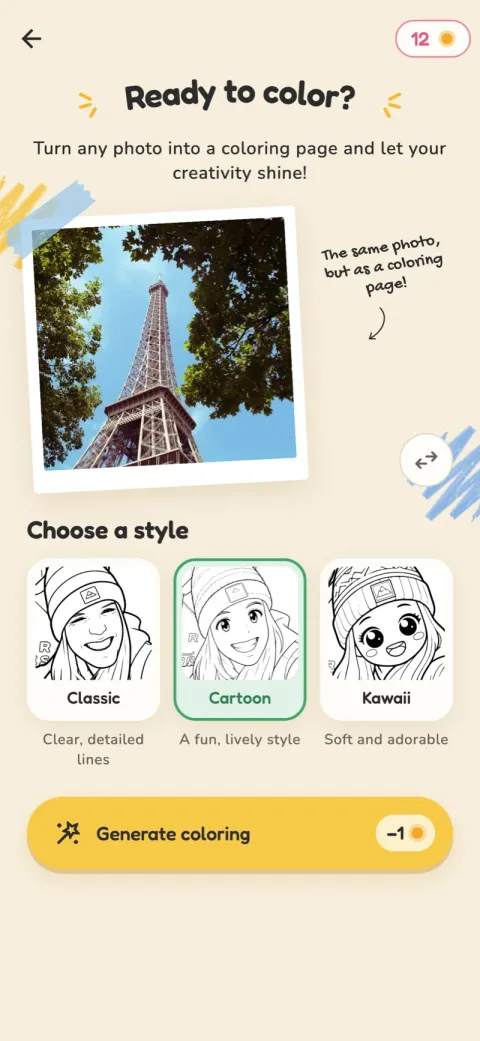 12
Ready to color?
Turn any photo into a coloring page and let your
creativity shine!
The same photo,
but as a coloring
page!
Choose a style
Classic
Cartoon
Kawaii
Clear, detailed
lines
A fun, lively style
Soft and adorable
Generate coloring
–1